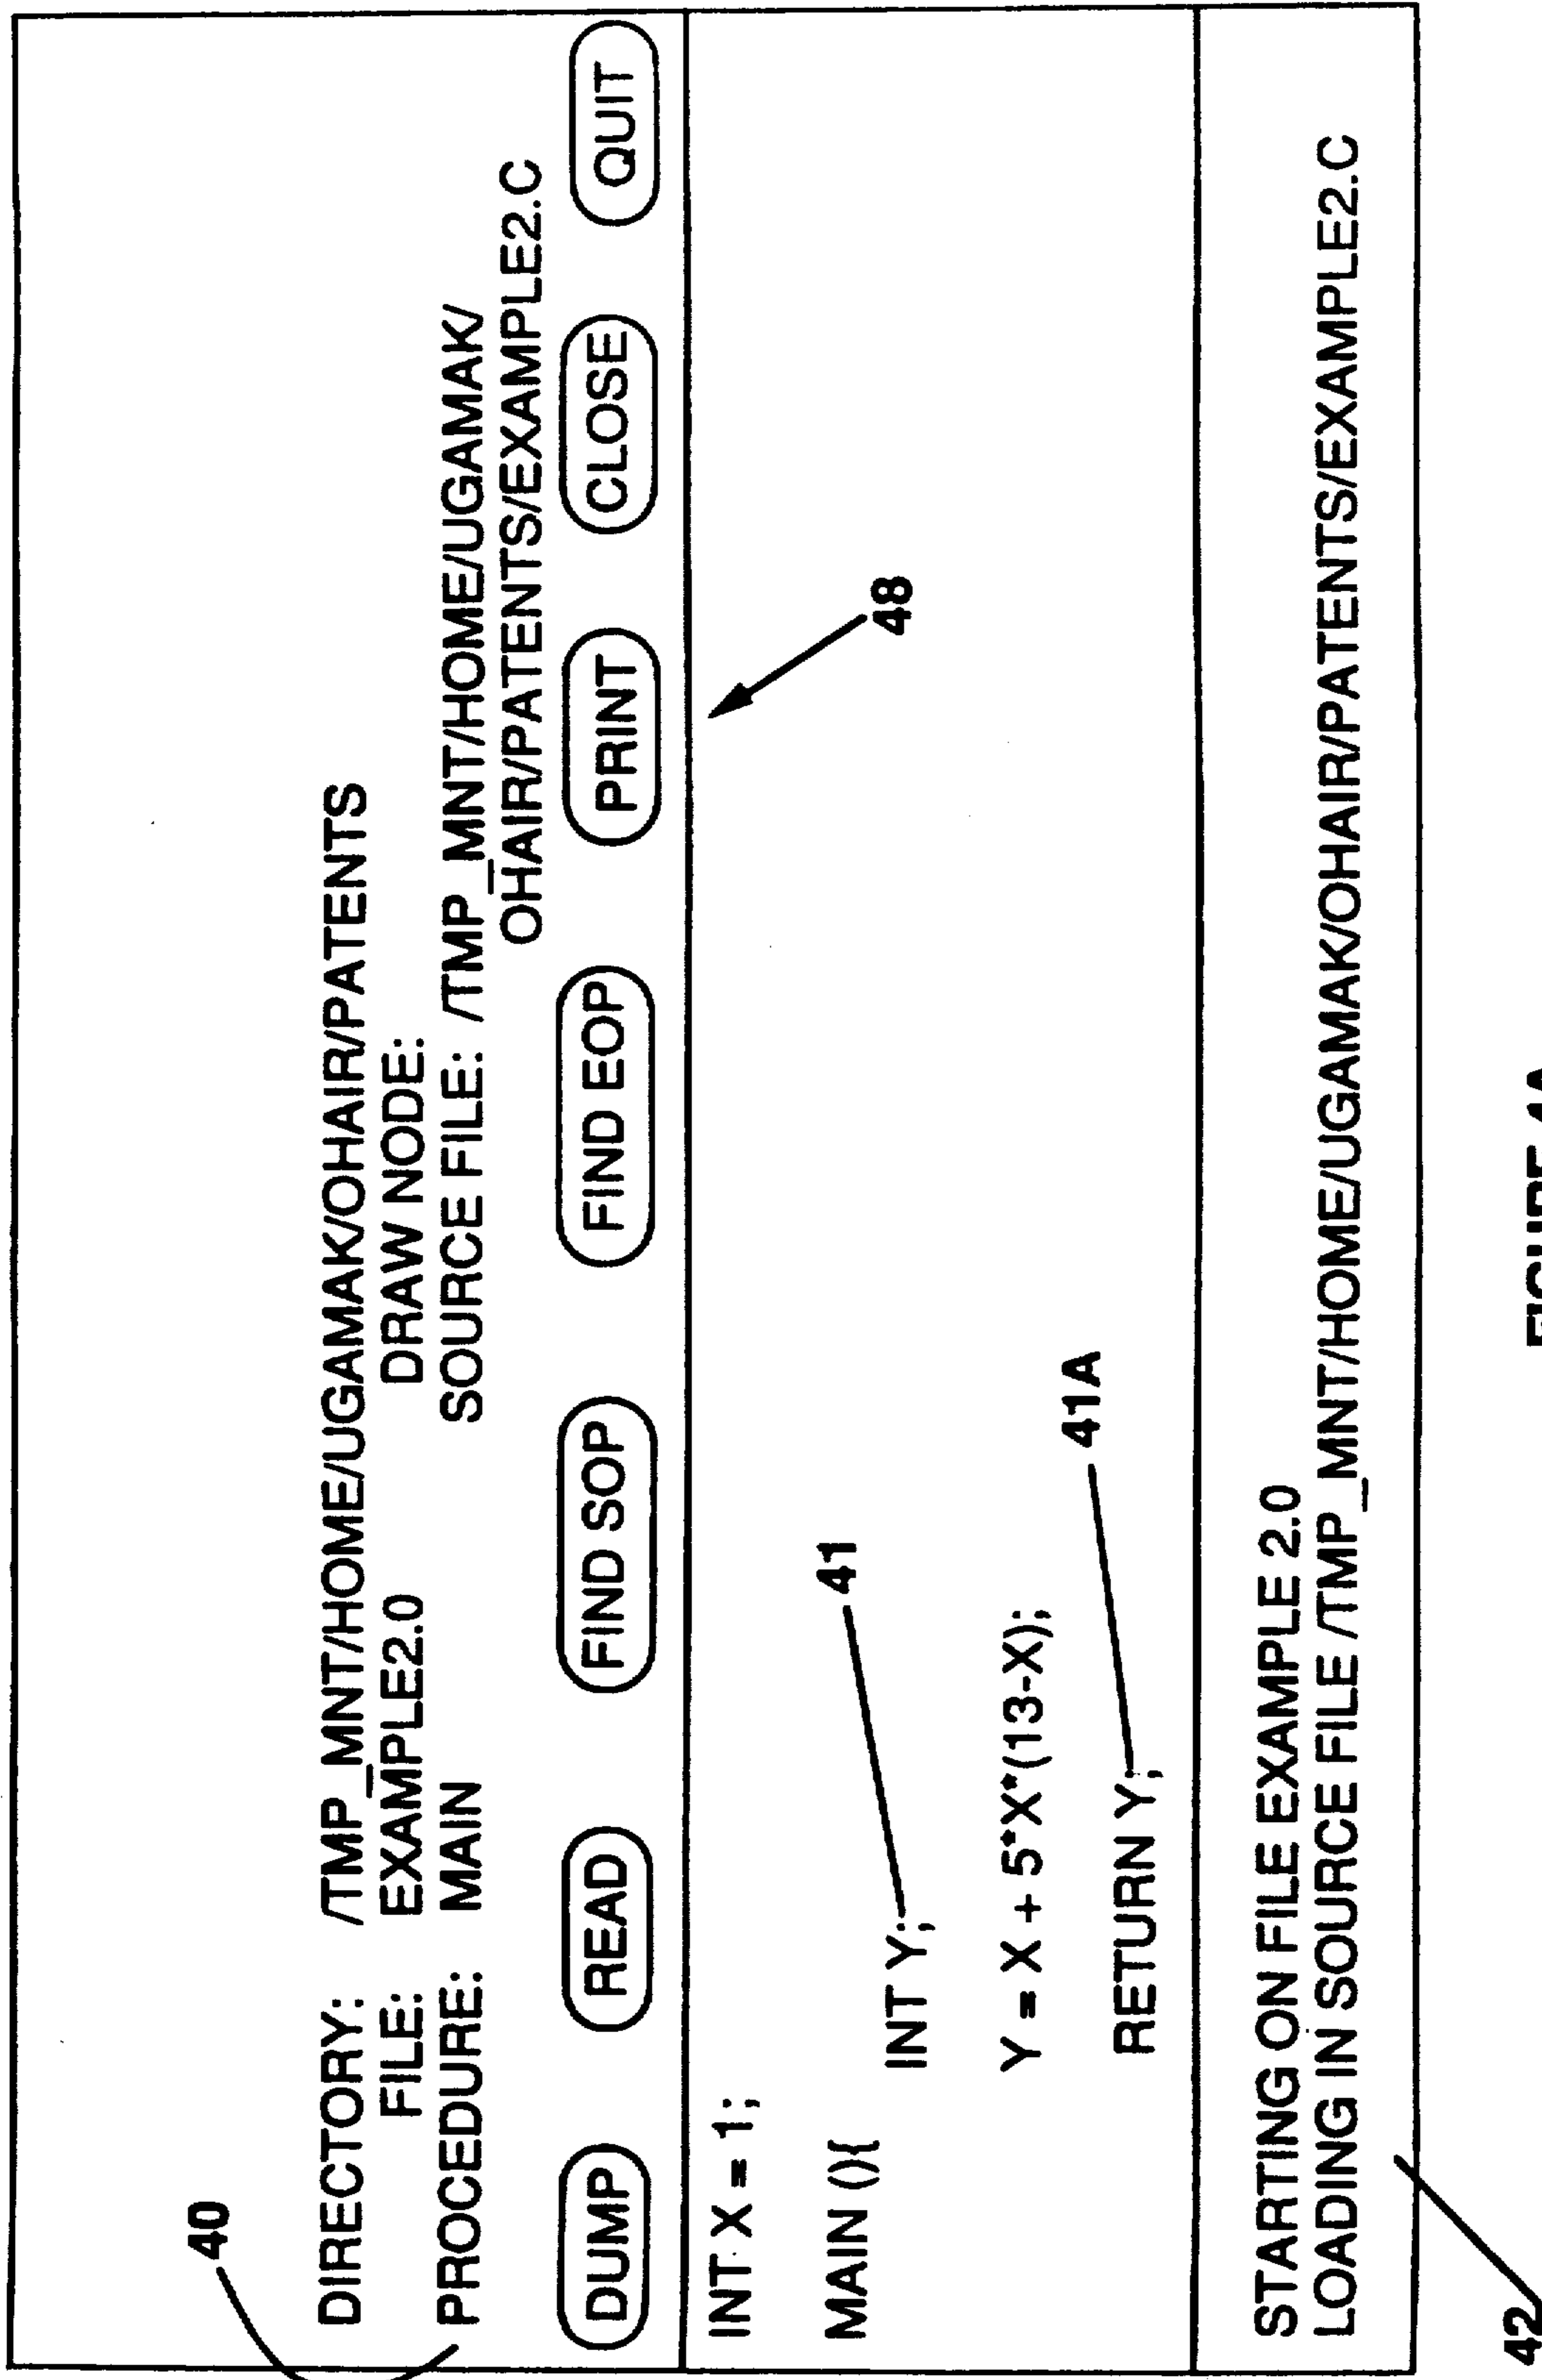 40
DIRECTORY: /TMP_MNT/HOME/UGAMAK/OHAIR/PATENTS
FILE: EXAMPLE2.0 DRAW NODE:
PROCEDURE: MAIN SOURCE FILE: /TMP_MNT/HOME/UGAMAK/
OHAIR/PATENTS/EXAMPLE2.C
DUMP READ FIND SOP FIND EOP PRINT CLOSE QUIT
INT X = 1;
48
MAIN (){
41
INT Y;
Y = X + 5*X*(13-X);
41A
RETURN Y;
STARTING ON FILE EXAMPLE 2.0
LOADING IN SOURCE FILE /TMP_MNT/HOME/UGAMAK/OHAIR/PATENTS/EXAMPLE2.C
42
FIGURE 4A